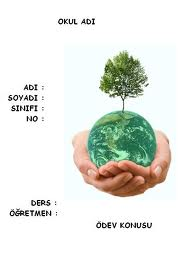 OKUL ADI
ADI :
SOYADI :
SINIFI :
NO :
DERS :
ÖĞRETMEN :
ÖDEV KONUSU